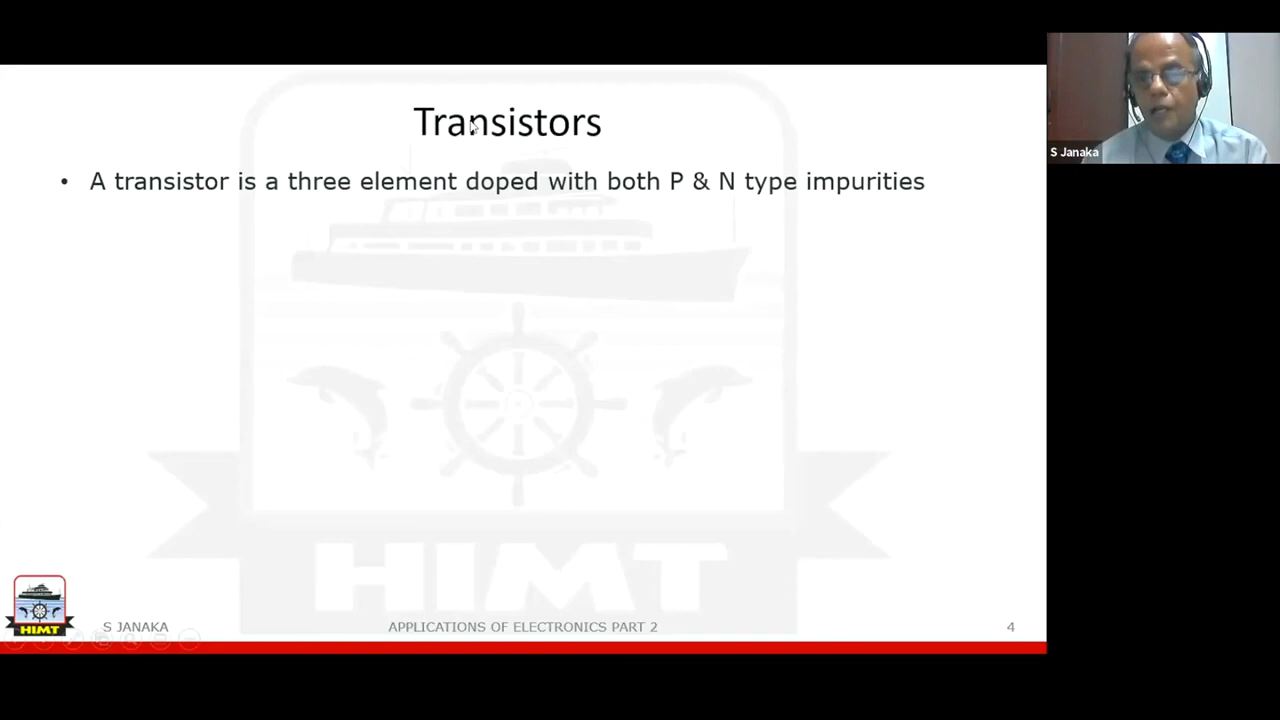 Transistors
• A transistor is a three element doped with both P & N type impurities
S Janaka
HIMT
HIMT
S JANAKA
APPLICATIONS OF ELECTRONICS PART 2
4